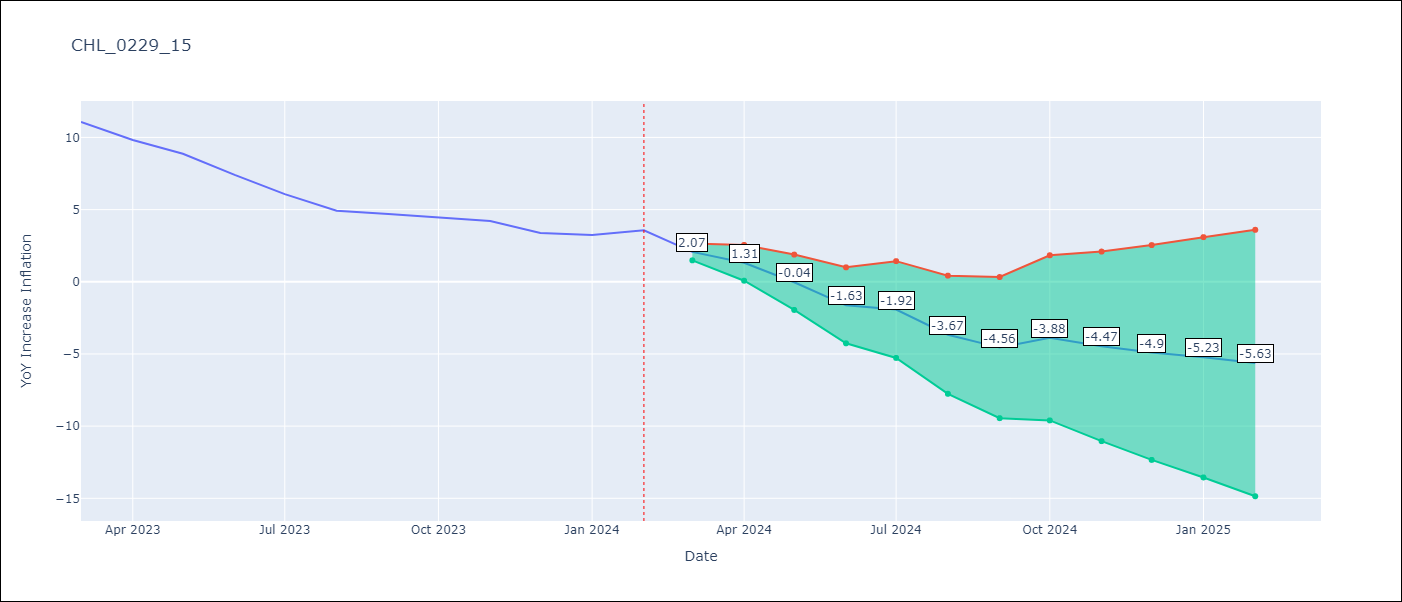 CHL_0229_15
YoY Increase Inflation
10
5
0
−5
−10
−15
2.07
1.31
-0.04
-1.63
-1.92
-3.67
-4.56
-3.88
-4.47
-4.9
-5.23
-5.63
Apr 2023
Jul 2023
Oct 2023
Jan 2024
Apr 2024
Jul 2024
Oct 2024
Jan 2025
Date